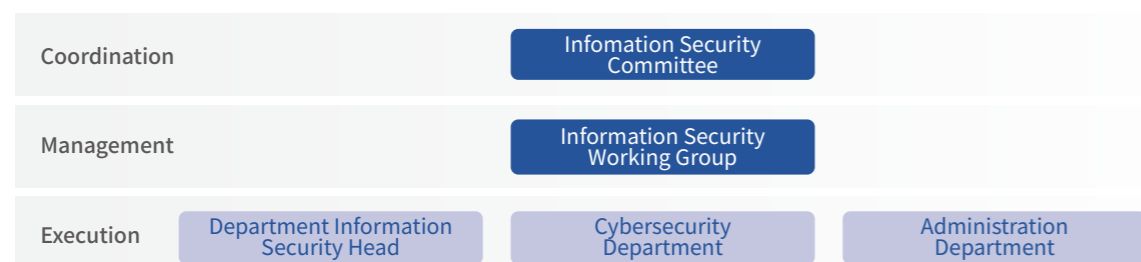 Coordination
Infomation Security
Committee
Management
Information Security
Working Group
Execution
Department Information
Security Head
Cybersecurity
Department
Administration
Department